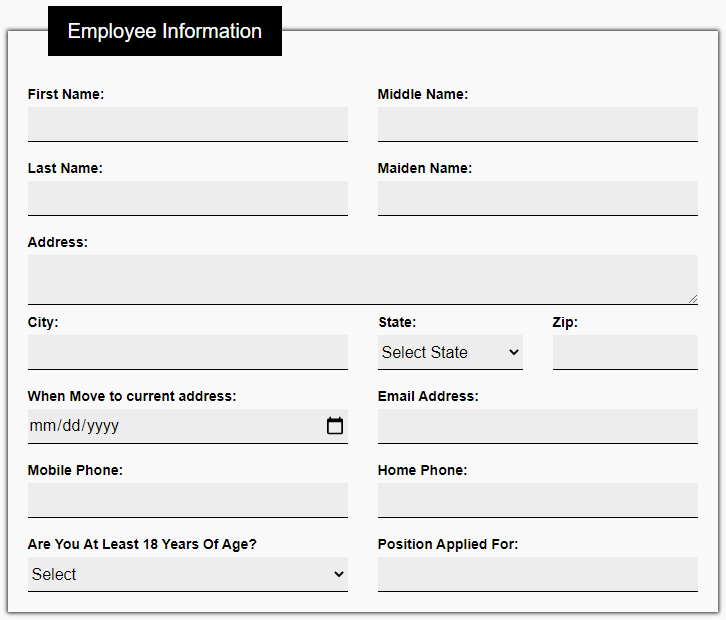 Employee Information
First Name: Middle Name:
Last Name: Maiden Name:
Address:
City: State: Zip:
Select State
When Move to current address: Email Address:
mm/dd/yyyy
Mobile Phone: Home Phone:
Are You At Least 18 Years Of Age? Position Applied For:
Select